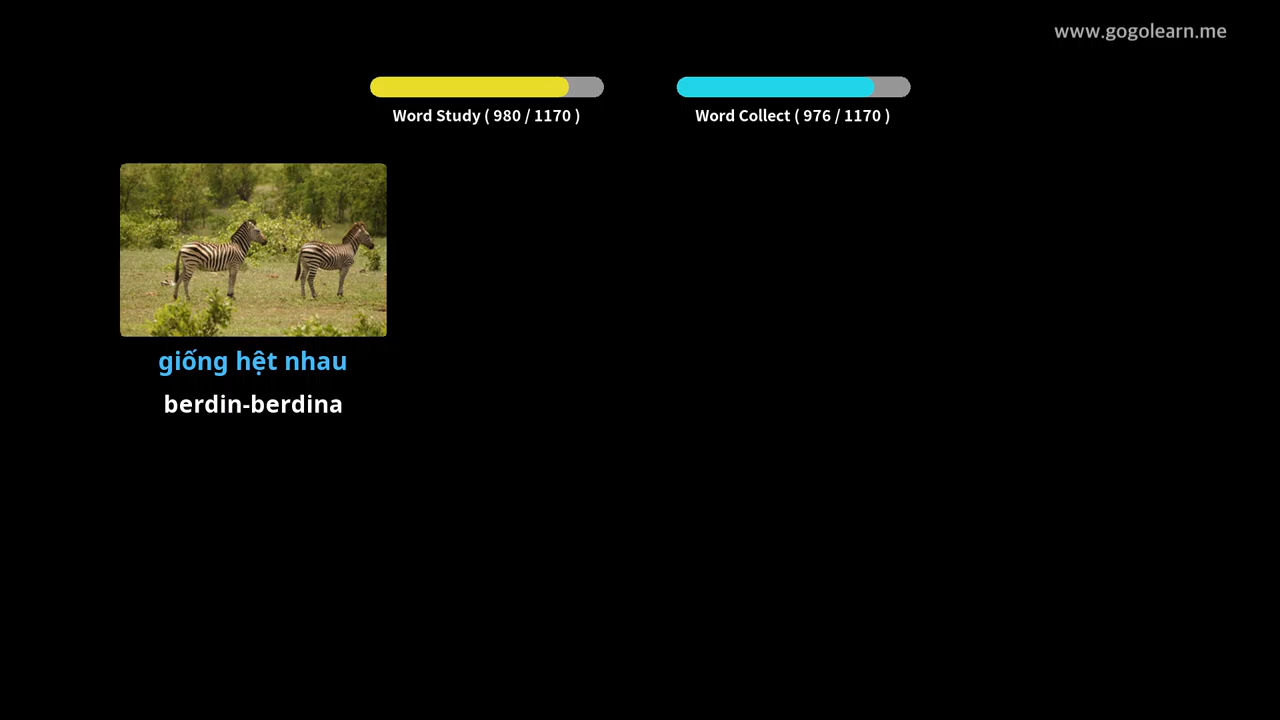 www.gogolearn.me
Word Study ( 980 / 1170 )
Word Collect ( 976 / 1170 )
giống hệt nhau
berdin-berdina